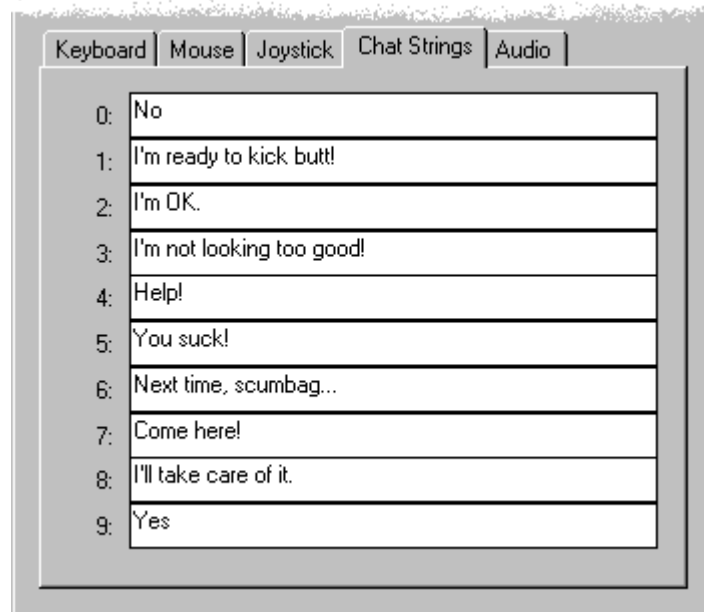 Keyboard Mouse Joystick Chat Strings Audio
0: No
1: I'm ready to kick butt!
2: I'm OK.
3: I'm not looking too good!
4: Help!
5: You suck!
6: Next time, scumbag...
7: Come here!
8: I'll take care of it.
9: Yes